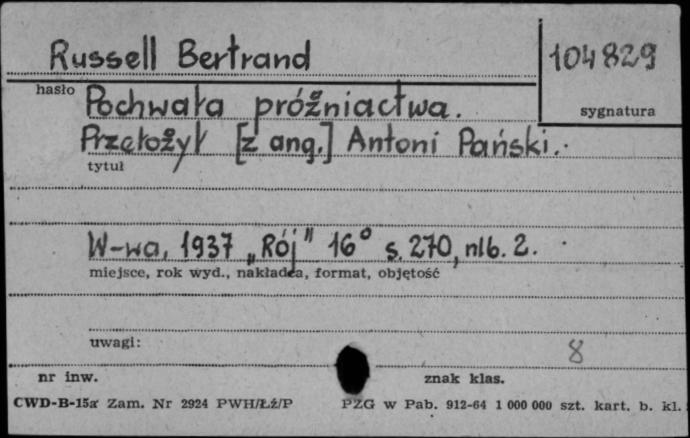 Russell Bertrand
104829
hasło
Pochwała próżniactwa.
sygnatura
Przełożył [z ang.] Antoni Pański.
tytuł
W-wa, 1937 „Rój" 16° s. 270, nlb. 2.
miejsce, rok wyd., nakładca, format, objętość
uwagi:
8
nr inw.
znak klas.
CWD-B-15a Zam. Nr 2924 PWH/Łź/P PZG w Pab. 912-64 1 000 000 szt. kart. b. kl.